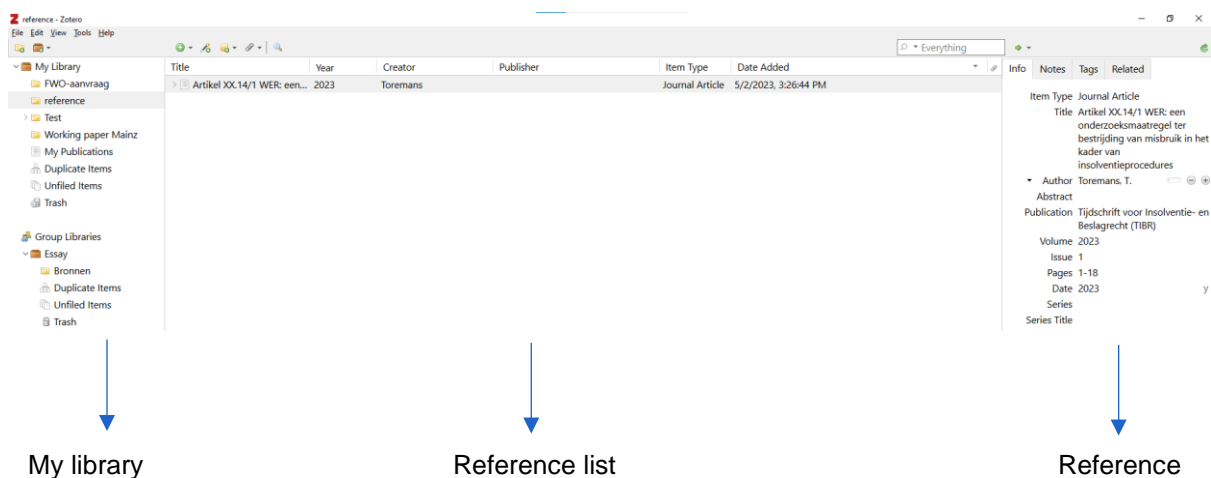 Z reference - Zotero
File Edit View Tools Help
Everything
My Library
FWO-aanvraag
reference
Test
Working paper Mainz
My Publications
Duplicate Items
Unfiled Items
Trash
Group Libraries
Essay
Bronnen
Duplicate Items
Unfiled Items
Trash
Title Year Creator Publisher Item Type Date Added
Artikel XX.14/1 WER: een... 2023 Toremans Journal Article 5/2/2023, 3:26:44 PM
Info Notes Tags Related
Item Type Journal Article
Title Artikel XX.14/1 WER: een
onderzoeksmaatregel ter
bestrijding van misbruik in het
kader van
insolventieprocedures
Author Toremans, T.
Abstract
Publication Tijdschrift voor Insolventie- en
Beslagrecht (TIBR)
Volume 2023
Issue 1
Pages 1-18
Date 2023 y
Series
Series Title
My library Reference list Reference